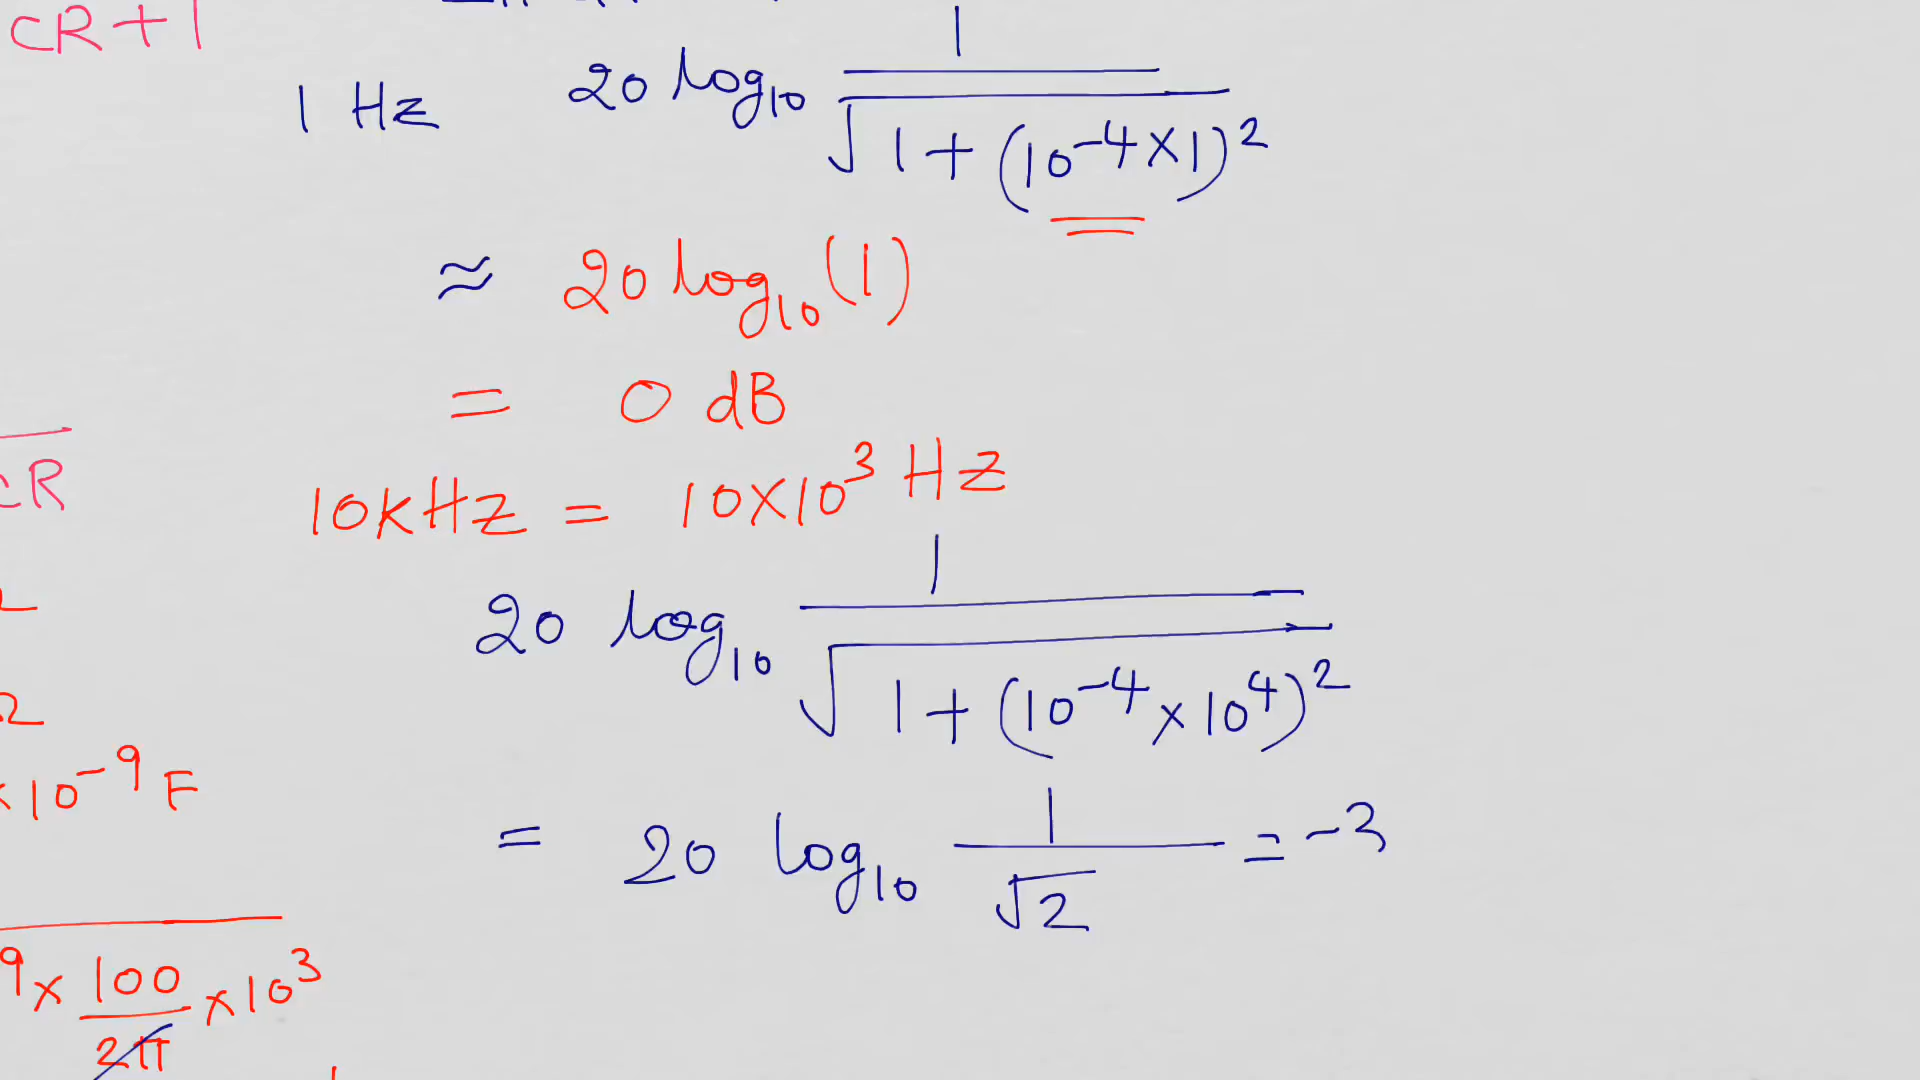 CR+1
1 Hz 20 log₁₀ 1/√(1+(10⁻⁴×1)²)
≈ 20 log₁₀(1)
= 0 dB
CR
10kHz = 10×10³ Hz
20 log₁₀ 1/√(1+(10⁻⁴×10⁴)²)
×10⁻⁹ F
= 20 log₁₀ 1/√2 = -3
9 × 100/2π × 10³